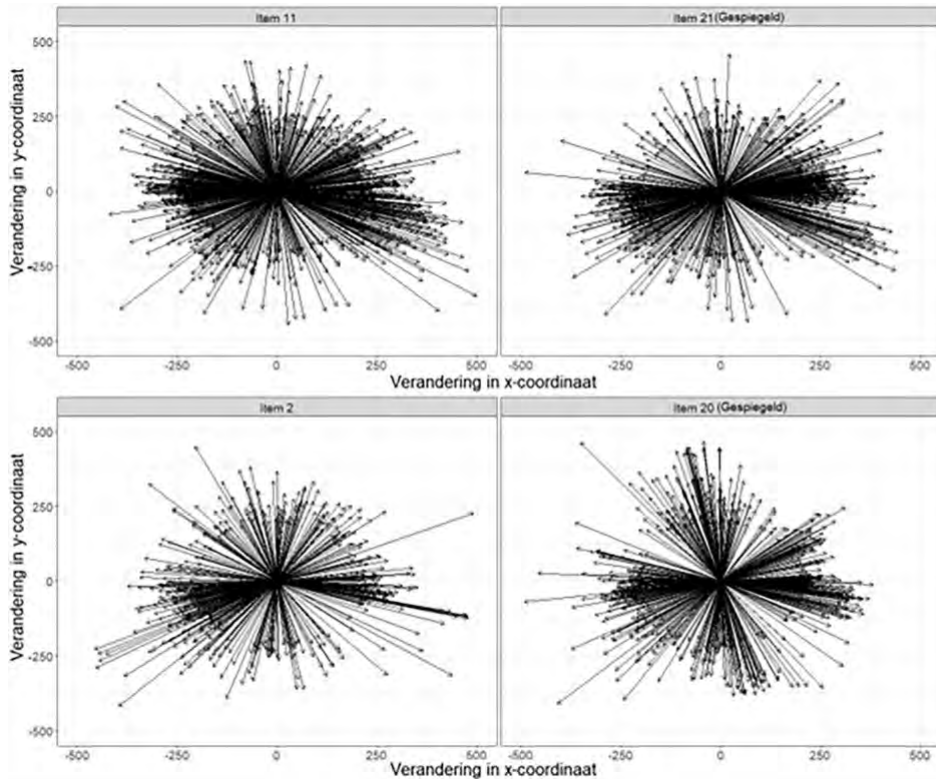 Item 11
Item 21 (Gespiegeld)
500
250
0
-250
-500
Verandering in y-coordinaat
-500 -250 0 250 500
-500 -250 0 250 500
Verandering in x-coordinaat
Item 2
Item 20 (Gespiegeld)
500
250
0
-250
-500
Verandering in y-coordinaat
-500 -250 0 250 500
-500 -250 0 250 500
Verandering in x-coordinaat